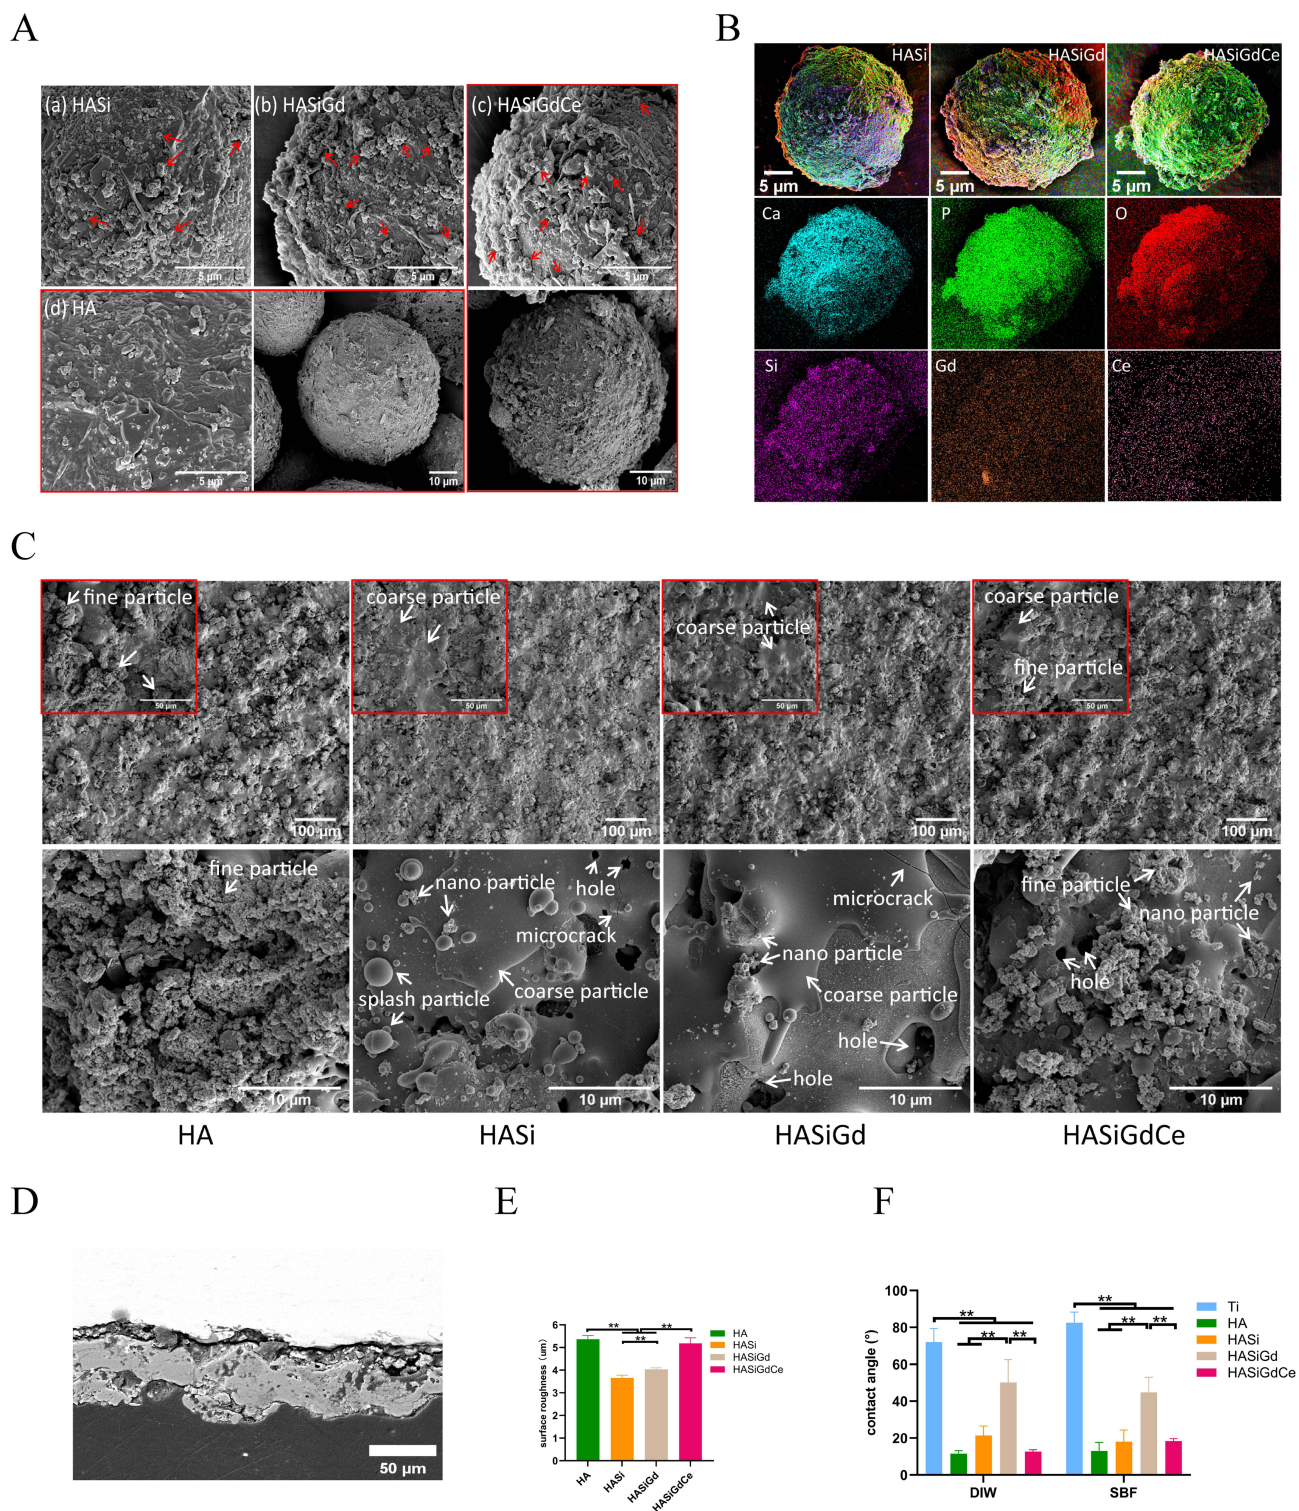 A
B
(a) HASi
(b) HASiGd
(c) HASiGdCe
5 μm
5 μm
5 μm
(d) HA
5 μm
10 μm
10 μm
HASi
HASiGd
HASiGdCe
5 μm
5 μm
5 μm
Ca
P
O
Si
Gd
Ce
C
fine particle
50 μm
100 μm
coarse particle
50 μm
100 μm
coarse particle
50 μm
100 μm
coarse particle
fine particle
50 μm
100 μm
fine particle
10 μm
nano particle
hole
microcrack
splash particle
coarse particle
10 μm
microcrack
nano particle
coarse particle
hole
hole
10 μm
fine particle
nano particle
hole
10 μm
HA
HASi
HASiGd
HASiGdCe
D
E
F
50 μm
surface roughness (um)
6
5
4
3
2
1
0
**
**
**
HA
HASi
HASiGd
HASiGdCe
HA
HASi
HASiGd
HASiGdCe
contact angle (°)
100
80
60
40
20
0
**
**
**
**
**
**
DIW
SBF
Ti
HA
HASi
HASiGd
HASiGdCe